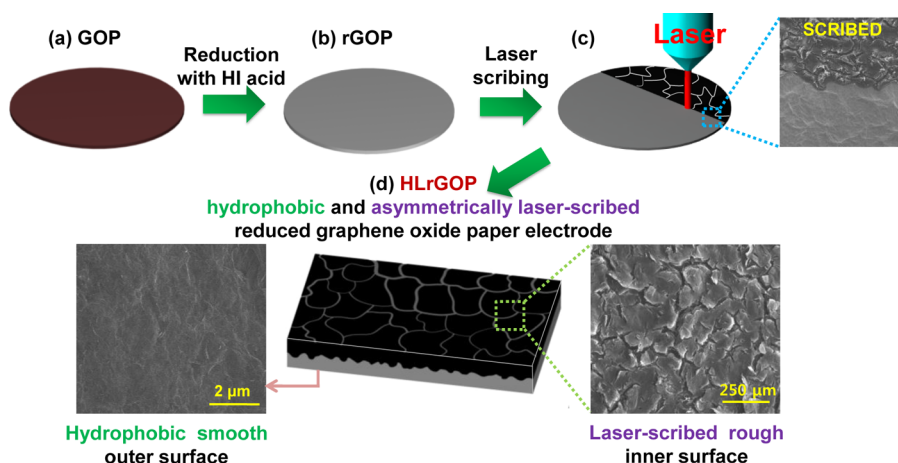 (a) GOP
Reduction
with HI acid
(b) rGOP
Laser
scribing
(c)
Laser
SCRIBED
(d) HLrGOP
hydrophobic and asymmetrically laser-scribed
reduced graphene oxide paper electrode
2 μm
250 μm
Hydrophobic smooth
outer surface
Laser-scribed rough
inner surface